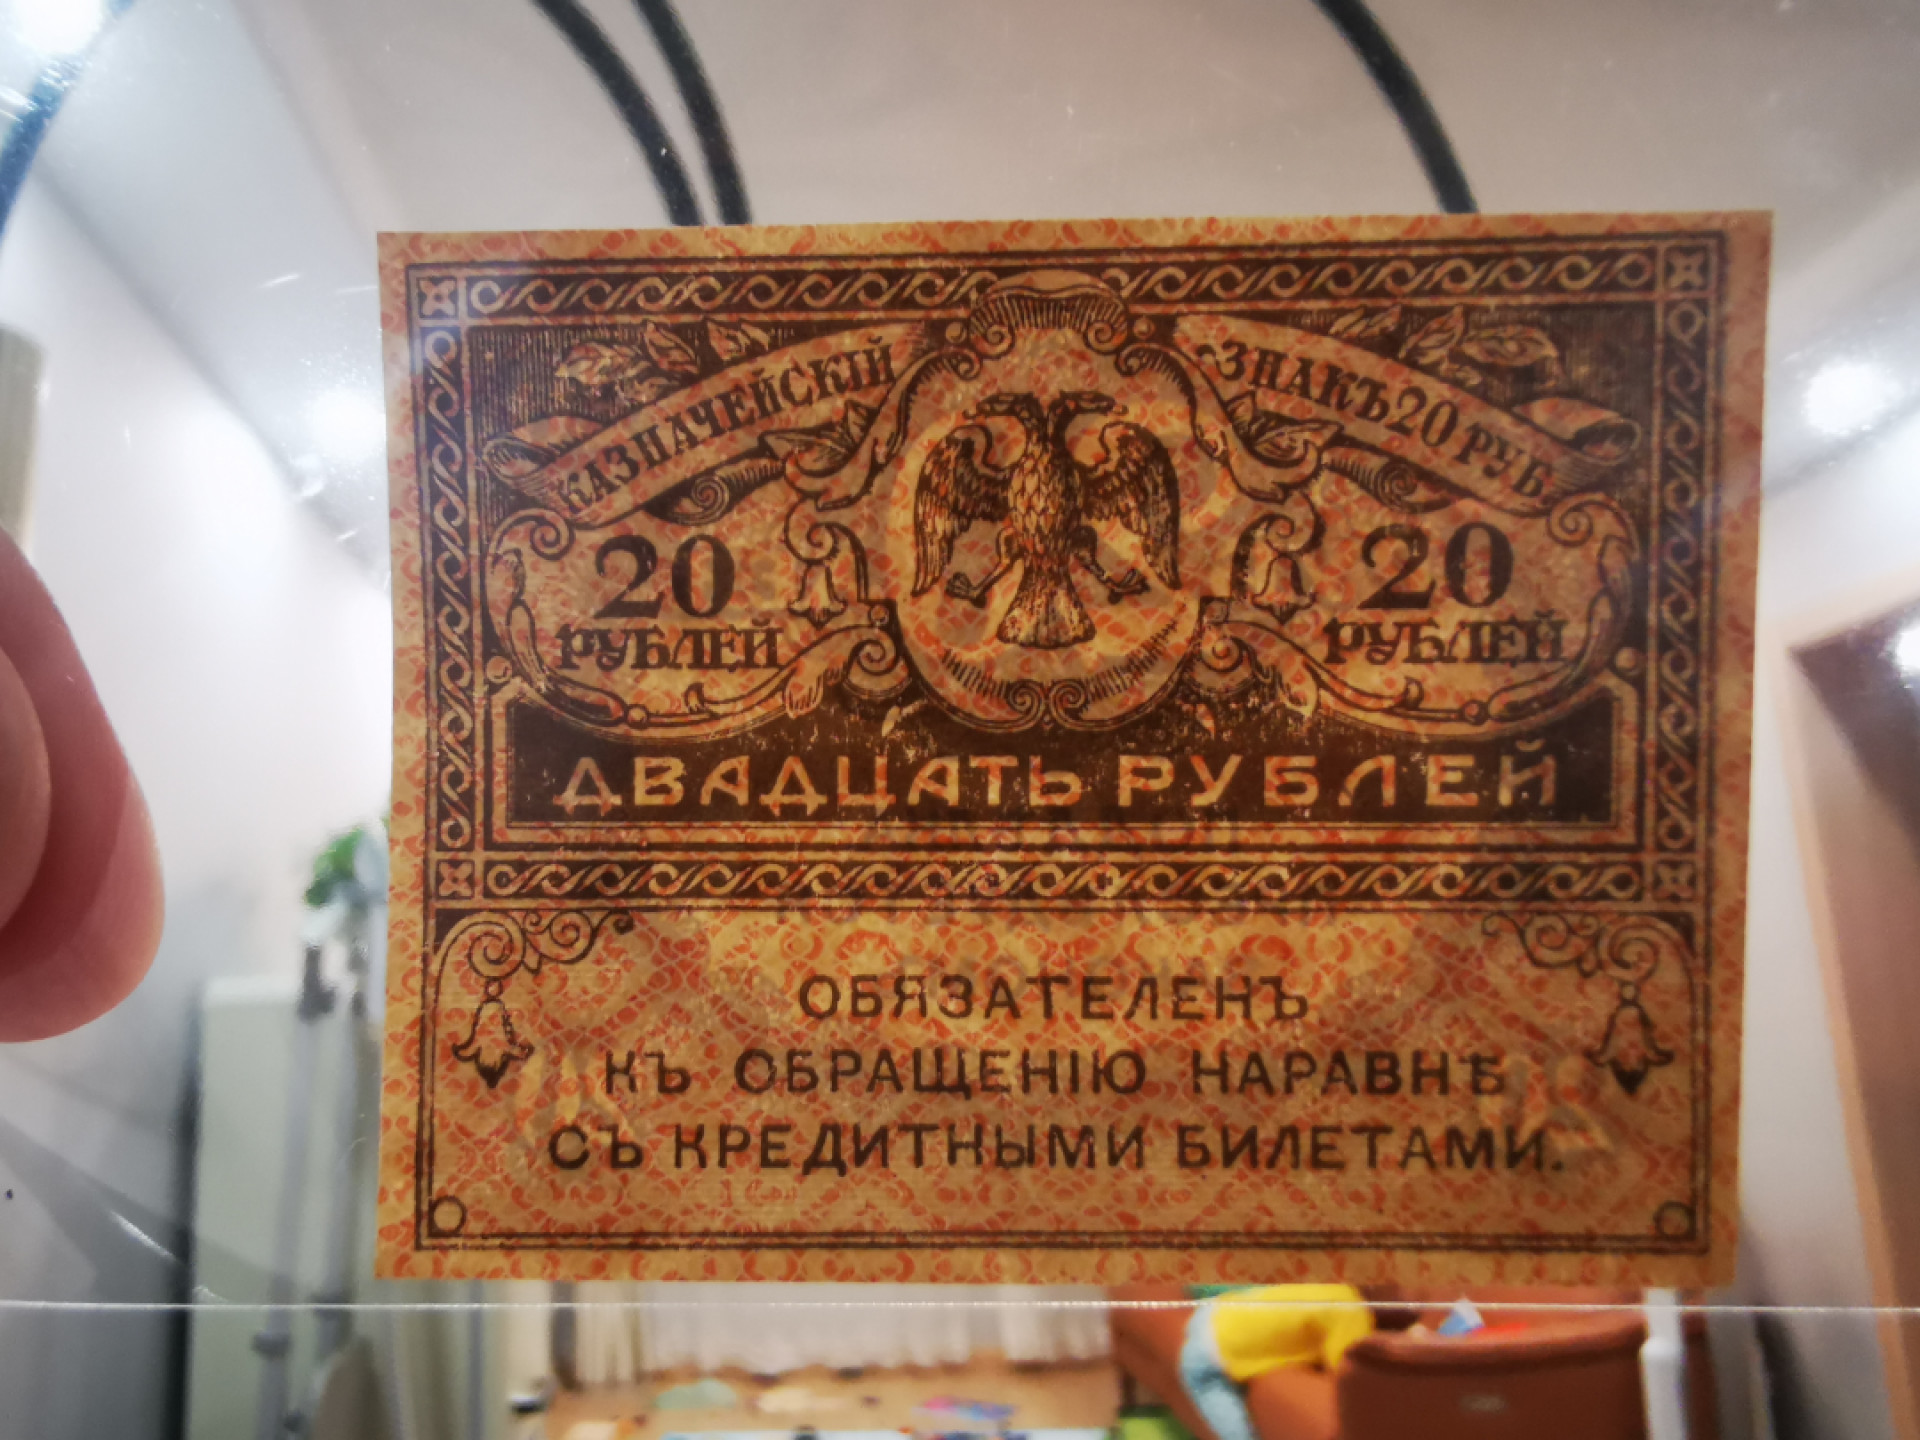 КАЗНАЧЕЙСКІЙ
ЗНАКЪ 20 РУБ.
20
РУБЛЕЙ
20
РУБЛЕЙ
ДВАДЦАТЬ РУБЛЕЙ
ОБЯЗАТЕЛЕНЪ
КЪ ОБРАЩЕНІЮ НАРАВНѢ
СЪ КРЕДИТНЫМИ БИЛЕТАМИ.